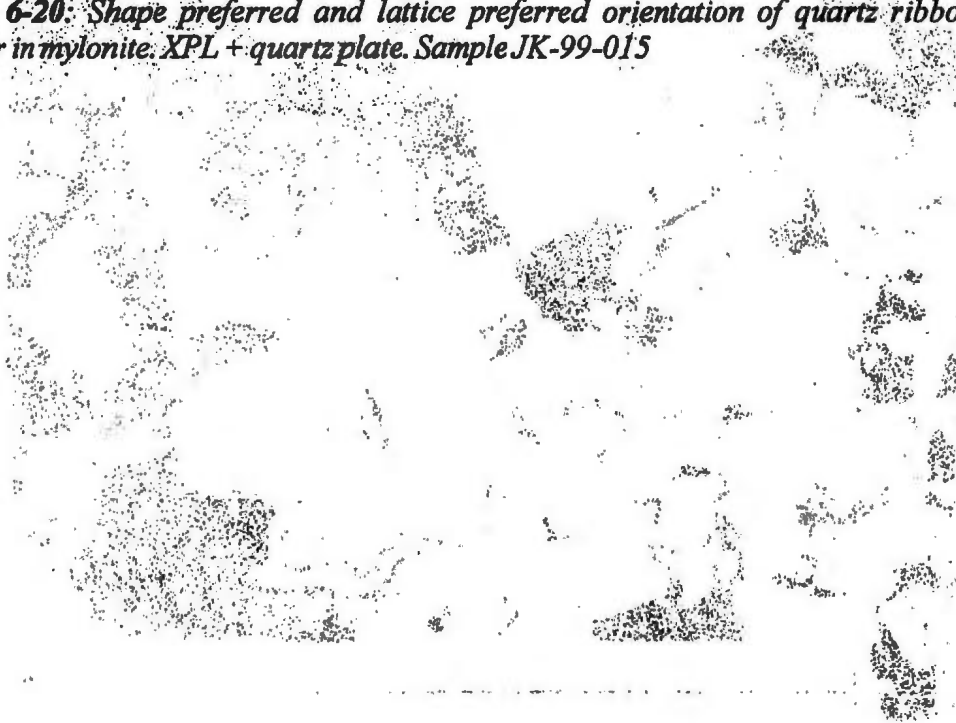 6-20: Shape preferred and lattice preferred orientation of quartz ribbo
r in mylonite. XPL + quartz plate. Sample JK-99-015